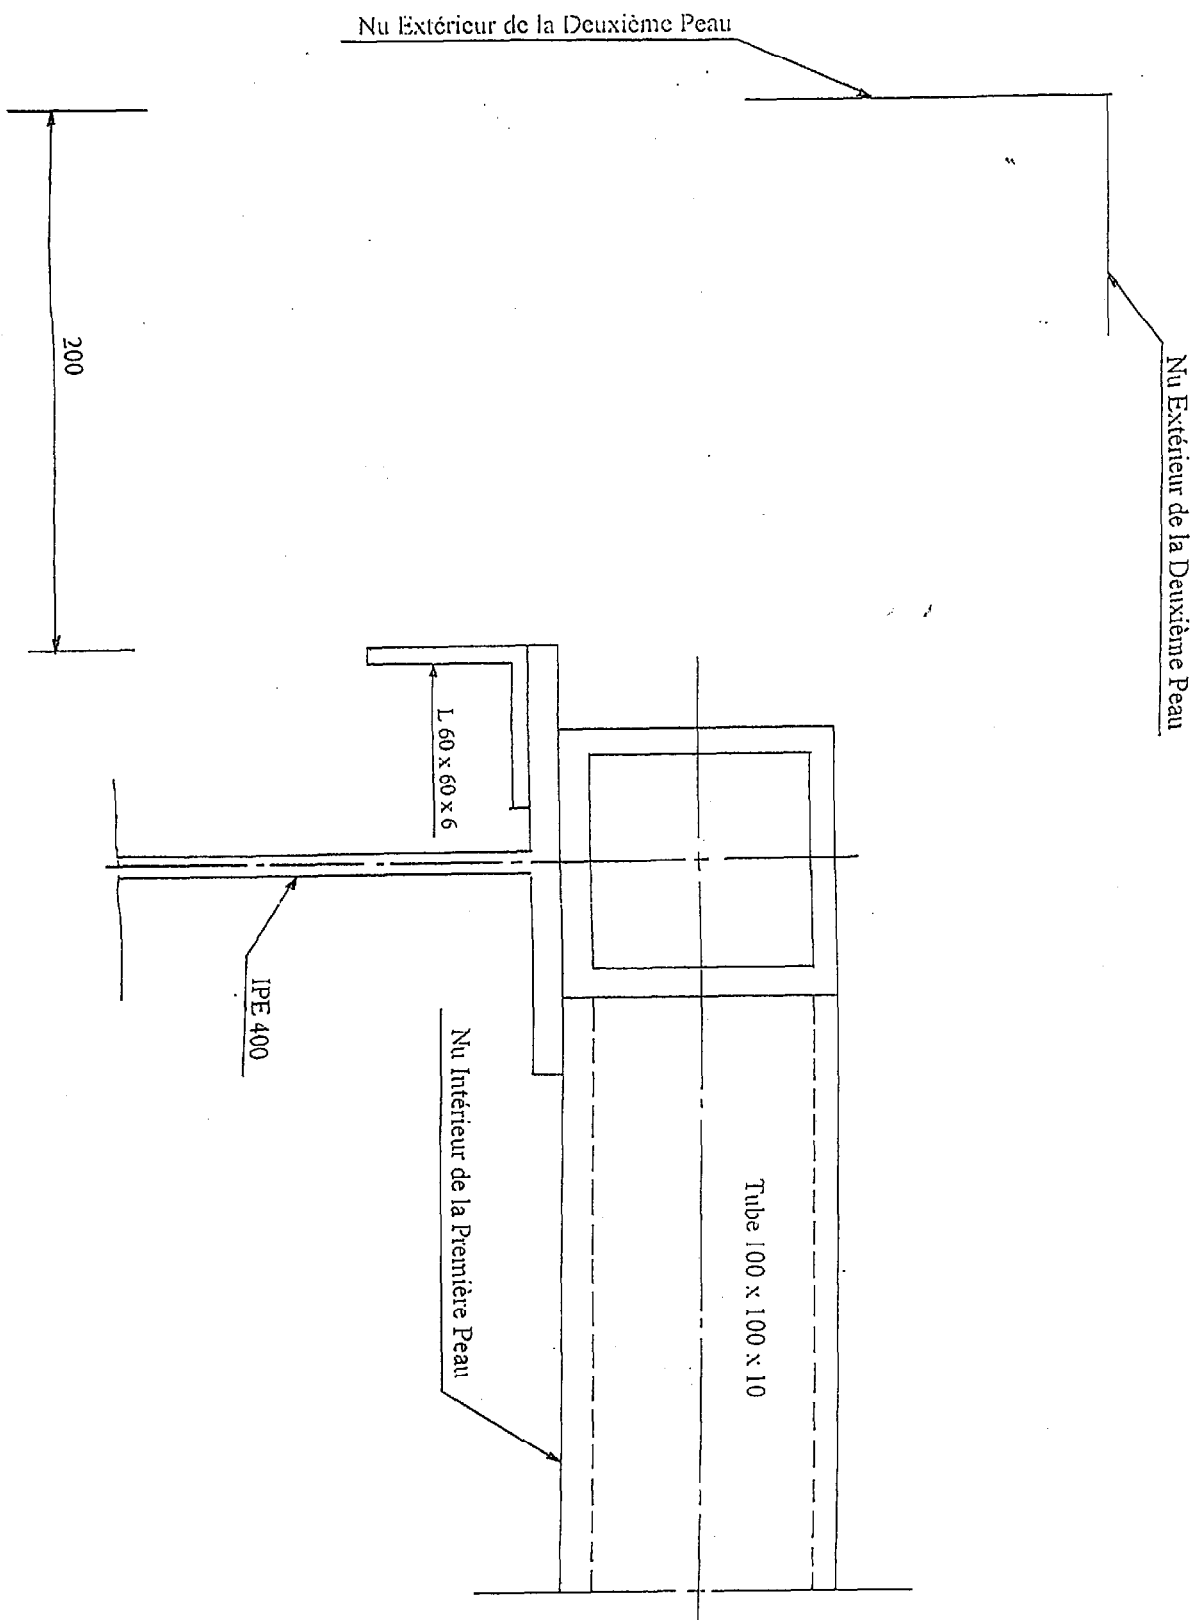 Nu Extérieur de la Deuxième Peau
Nu Extérieur de la Deuxième Peau
200
L 60 x 60 x 6
IPE 400
Nu Intérieur de la Première Peau
Tube 100 x 100 x 10